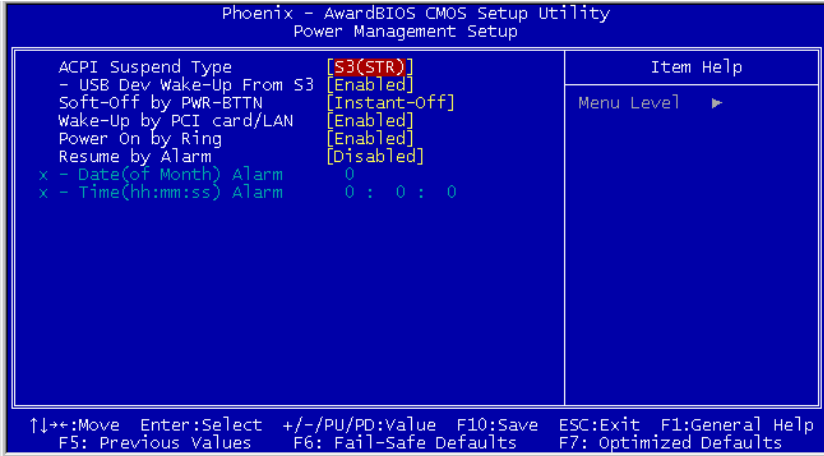 Phoenix - AwardBIOS CMOS Setup Utility
Power Management Setup
ACPI Suspend Type [S3(STR)]
- USB Dev Wake-Up From S3 [Enabled]
Soft-Off by PWR-BTTN [Instant-Off]
Wake-Up by PCI card/LAN [Enabled]
Power On by Ring [Enabled]
Resume by Alarm [Disabled]
x - Date(of Month) Alarm 0
x - Time(hh:mm:ss) Alarm 0 : 0 : 0
Item Help
Menu Level ►
↑↓→←:Move Enter:Select +/-/PU/PD:Value F10:Save ESC:Exit F1:General Help
F5: Previous Values F6: Fail-Safe Defaults F7: Optimized Defaults